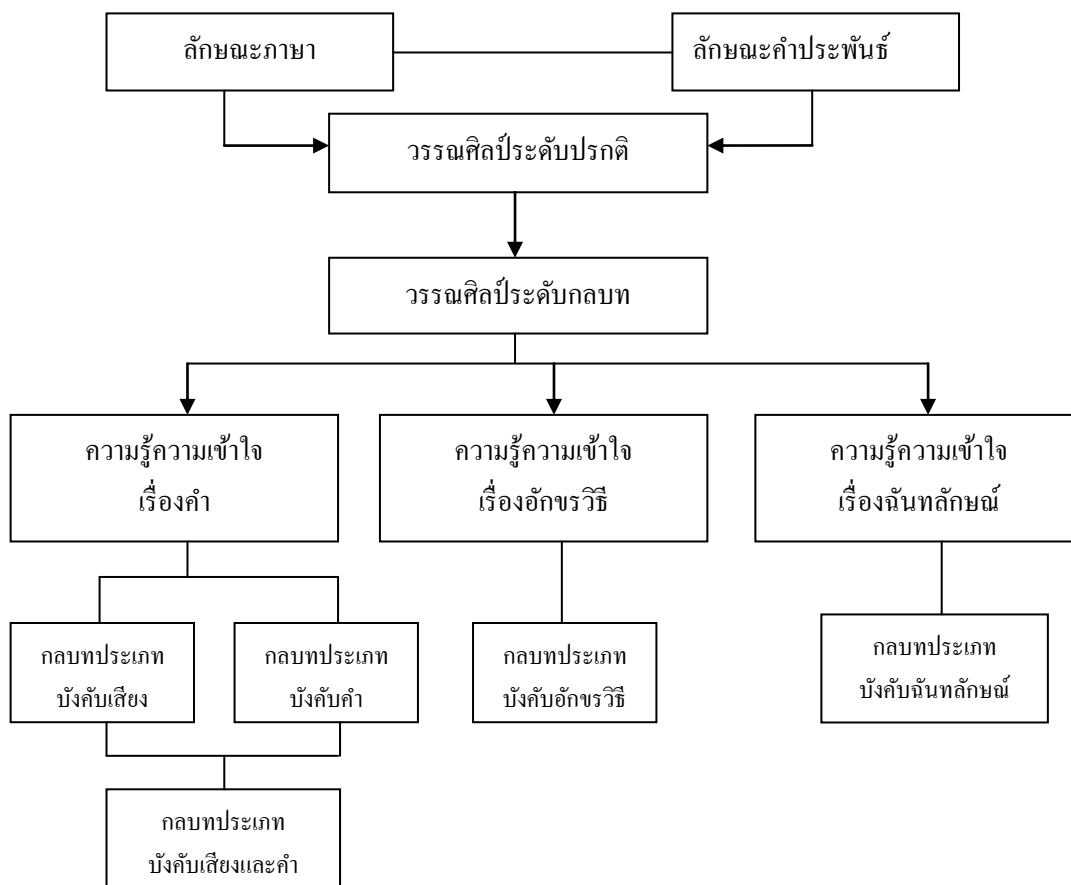 ลักษณะภาษา
ลักษณะคำประพันธ์
วรรณศิลป์ระดับปรกติ
วรรณศิลป์ระดับกลบท
ความรู้ความเข้าใจ
เรื่องคำ
ความรู้ความเข้าใจ
เรื่องอักขรวิธี
ความรู้ความเข้าใจ
เรื่องฉันทลักษณ์
กลบทประเภท
บังคับเสียง
กลบทประเภท
บังคับคำ
กลบทประเภท
บังคับอักขรวิธี
กลบทประเภท
บังคับฉันทลักษณ์
กลบทประเภท
บังคับเสียงและคำ